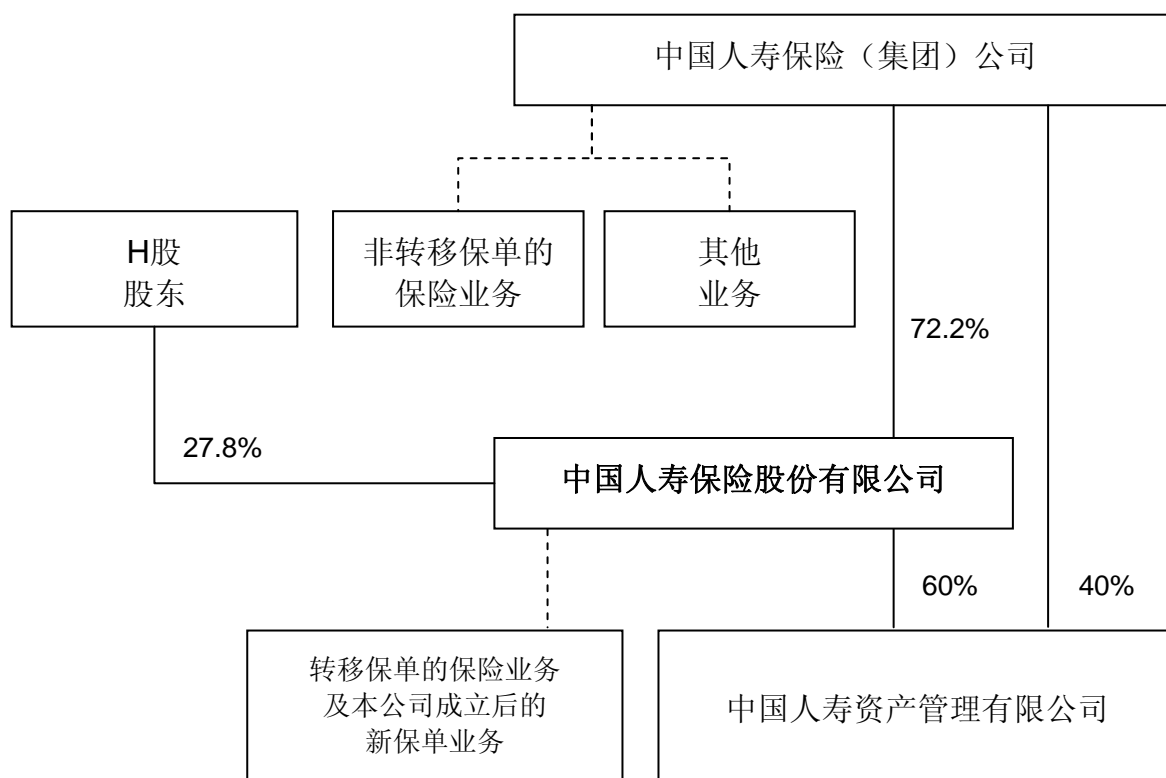 中国人寿保险（集团）公司
H股
股东
非转移保单的
保险业务
其他
业务
72.2%
27.8%
中国人寿保险股份有限公司
60%
40%
转移保单的保险业务
及本公司成立后的
新保单业务
中国人寿资产管理有限公司